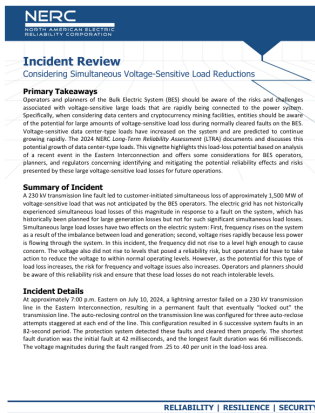 NERC
NORTH AMERICAN ELECTRIC
RELIABILITY CORPORATION
Incident Review
Considering Simultaneous Voltage-Sensitive Load Reductions
Primary Takeaways
Operators and planners of the Bulk Electric System (BES) should be aware of the risks and challenges
associated with voltage-sensitive large loads that are rapidly being connected to the power system.
Specifically, when considering data centers and cryptocurrency mining facilities, entities should be aware
of the potential for large amounts of voltage-sensitive load loss during normally cleared faults on the BES.
Voltage-sensitive data center-type loads have increased on the system and are predicted to continue
growing rapidly. The 2024 NERC Long-Term Reliability Assessment (LTRA) documents and discusses this
potential growth of data center-type loads. This vignette highlights this load-loss potential based on analysis
of a recent event in the Eastern Interconnection and offers some considerations for BES operators,
planners, and regulators concerning identifying and mitigating the potential reliability effects and risks
presented by these large voltage-sensitive load losses for future operations.
Summary of Incident
A 230 kV transmission line fault led to customer-initiated simultaneous loss of approximately 1,500 MW of
voltage-sensitive load that was not anticipated by the BES operators. The electric grid has not historically
experienced simultaneous load losses of this magnitude in response to a fault on the system, which has
historically been planned for large generation losses but not for such significant simultaneous load losses.
Simultaneous large load losses have two effects on the electric system: First, frequency rises on the system
as a result of the imbalance between load and generation; second, voltage rises rapidly because less power
is flowing through the system. In this incident, the frequency did not rise to a level high enough to cause
concern. The voltage also did not rise to levels that posed a reliability risk, but operators did have to take
action to reduce the voltage to within normal operating levels. However, as the potential for this type of
load loss increases, the risk for frequency and voltage issues also increases. Operators and planners should
be aware of this reliability risk and ensure that these load losses do not reach intolerable levels.
Incident Details
At approximately 7:00 p.m. Eastern on July 10, 2024, a lightning arrestor failed on a 230 kV transmission
line in the Eastern Interconnection, resulting in a permanent fault that eventually "locked out" the
transmission line. The auto-reclosing control on the transmission line was configured for three auto-reclose
attempts staggered at each end of the line. This configuration resulted in 6 successive system faults in an
82-second period. The protection system detected these faults and cleared them properly. The shortest
fault duration was the initial fault at 42 milliseconds, and the longest fault duration was 66 milliseconds.
The voltage magnitudes during the fault ranged from .25 to .40 per unit in the load-loss area.
RELIABILITY | RESILIENCE | SECURITY